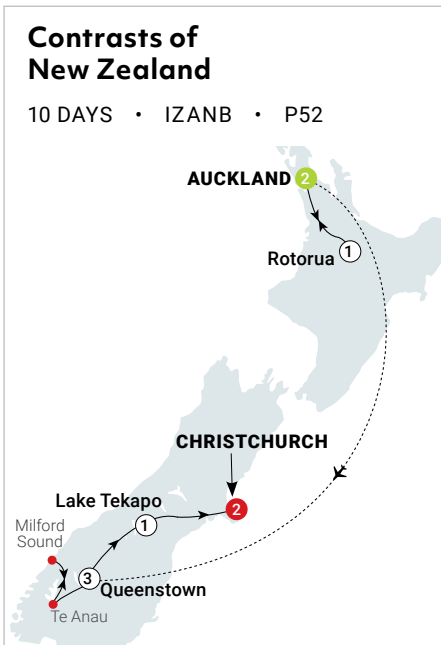 Contrasts of
New Zealand
10 DAYS • IZANB • P52
AUCKLAND 2
Rotorua 1
CHRISTCHURCH
2
Lake Tekapo
1
Milford
Sound
3 Queenstown
Te Anau